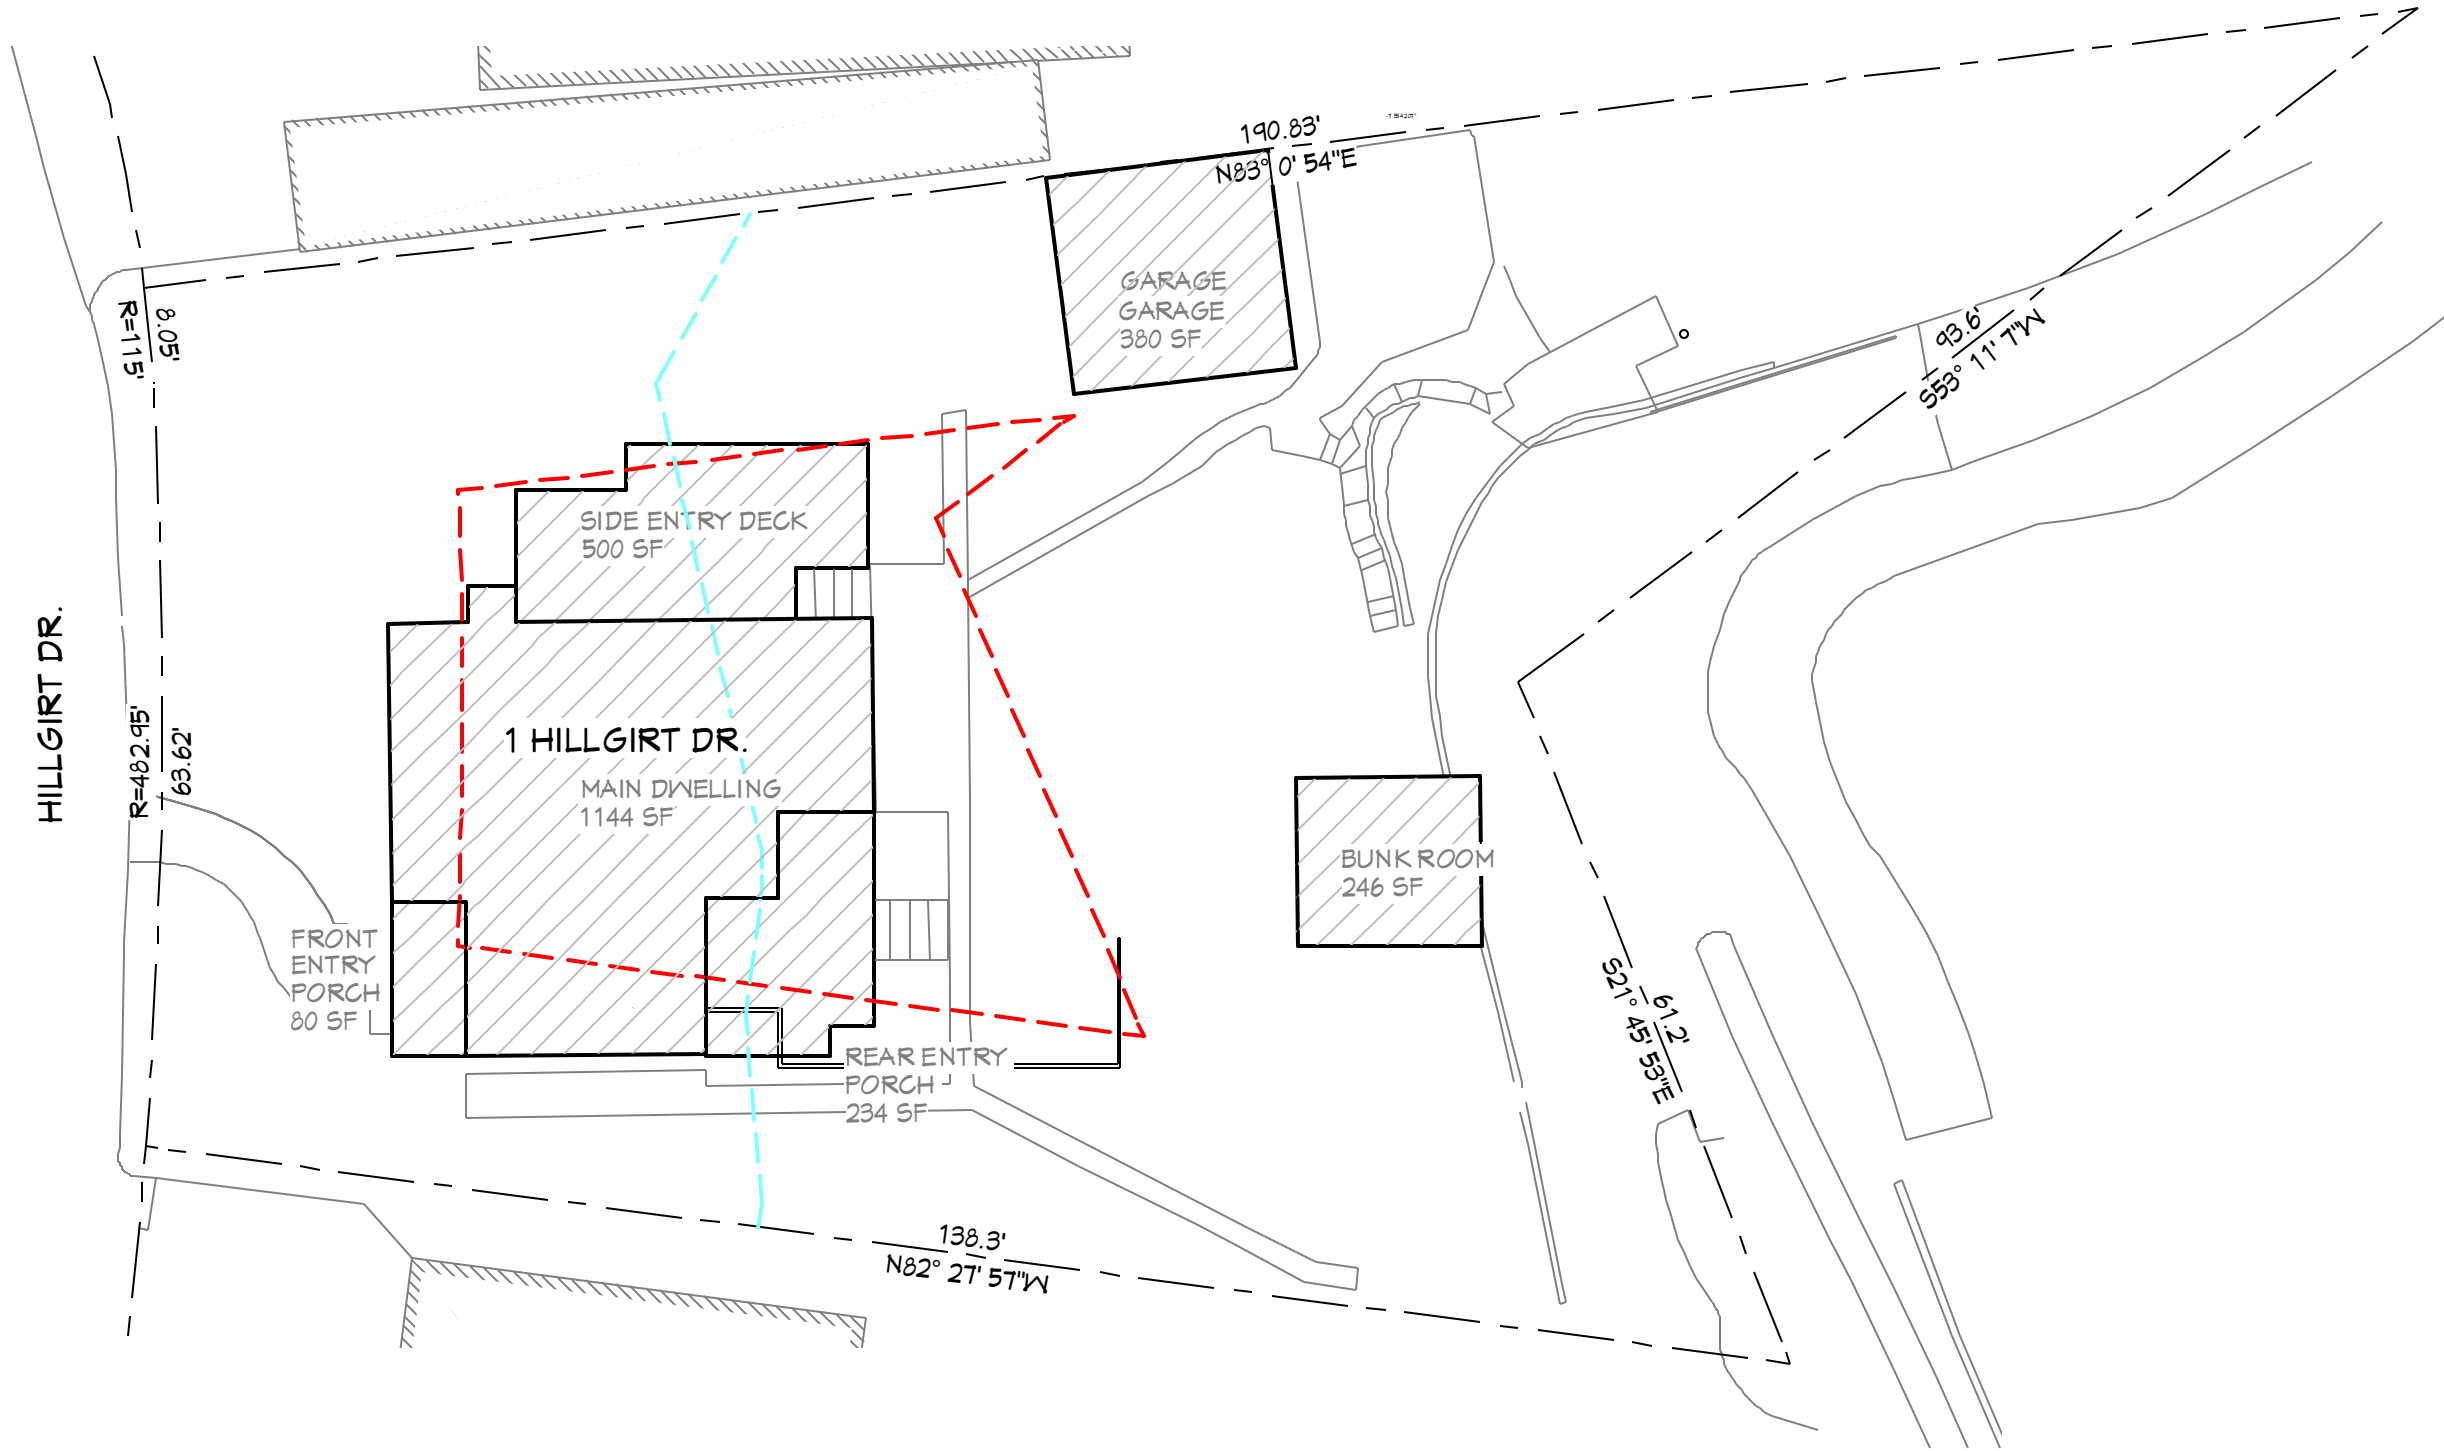 190.83'
N83° 0' 54"E
8.05'
R=115'
GARAGE
GARAGE
380 SF
93.6'
S53° 11' 7"W
SIDE ENTRY DECK
500 SF
HILLGIRT DR.
R=482.95'
63.62'
1 HILLGIRT DR.
MAIN DWELLING
1144 SF
BUNK ROOM
246 SF
FRONT
ENTRY
PORCH
80 SF
61.2'
S21° 45' 53"E
REAR ENTRY
PORCH
234 SF
138.3'
N82° 27' 57"W